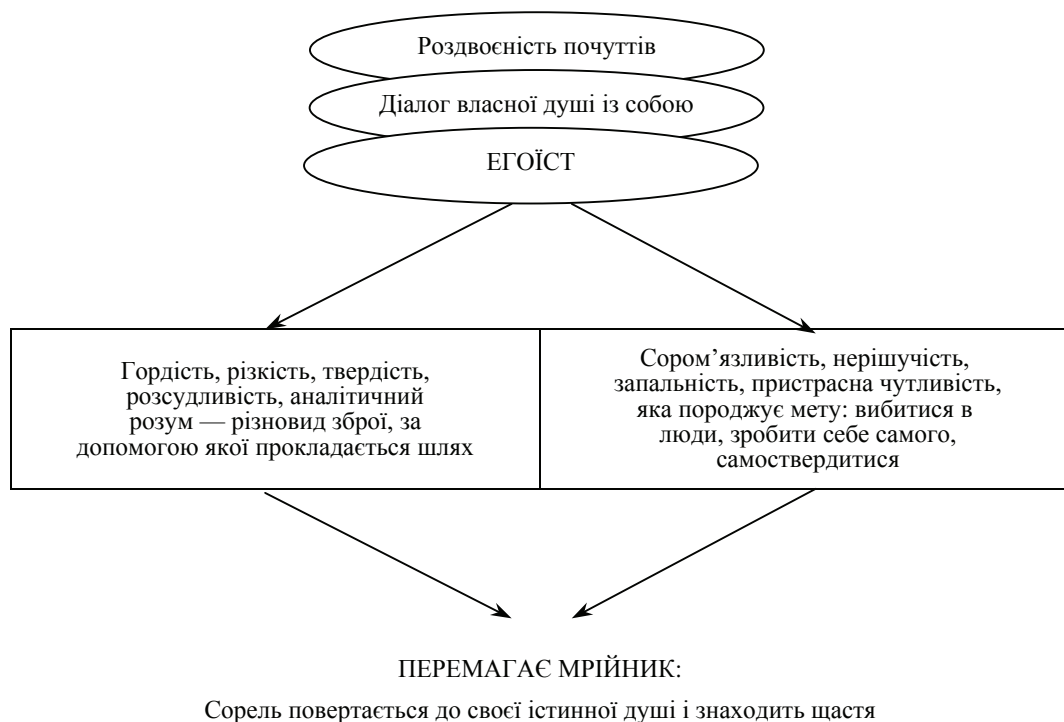 Роздвоєність почуттів
Діалог власної душі із собою
ЕГОЇСТ
Гордість, різкість, твердість,
розсудливість, аналітичний
розум — різновид зброї, за
допомогою якої прокладається шлях
Сором’язливість, нерішучість,
запальність, пристрасна чутливість,
яка породжує мету: вибитися в
люди, зробити себе самого,
самоствердитися
ПЕРЕМАГАЄ МРІЙНИК:
Сорель повертається до своєї істинної душі і знаходить щастя